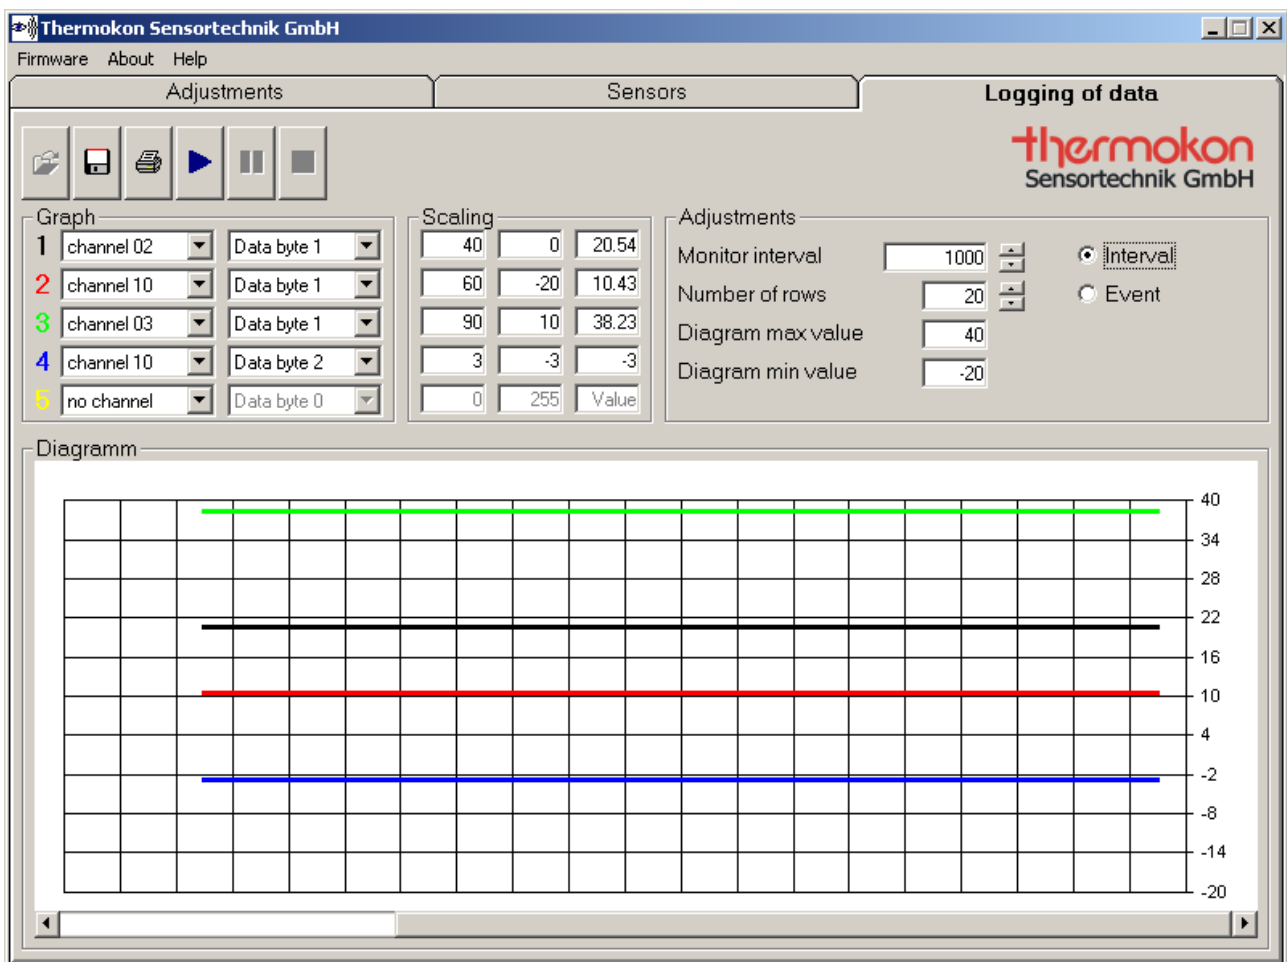 Thermokon Sensortechnik GmbH
Firmware About Help
Adjustments Sensors Logging of data
thermokon
Sensortechnik GmbH
Graph Scaling Adjustments
1 channel 02 Data byte 1 40 0 20.54 Monitor interval 1000 Interval
2 channel 10 Data byte 1 60 -20 10.43 Number of rows 20 Event
3 channel 03 Data byte 1 90 10 38.23 Diagram max value 40
4 channel 10 Data byte 2 3 -3 -3 Diagram min value -20
5 no channel Data byte 0 0 255 Value
Diagramm
40
34
28
22
16
10
4
-2
-8
-14
-20